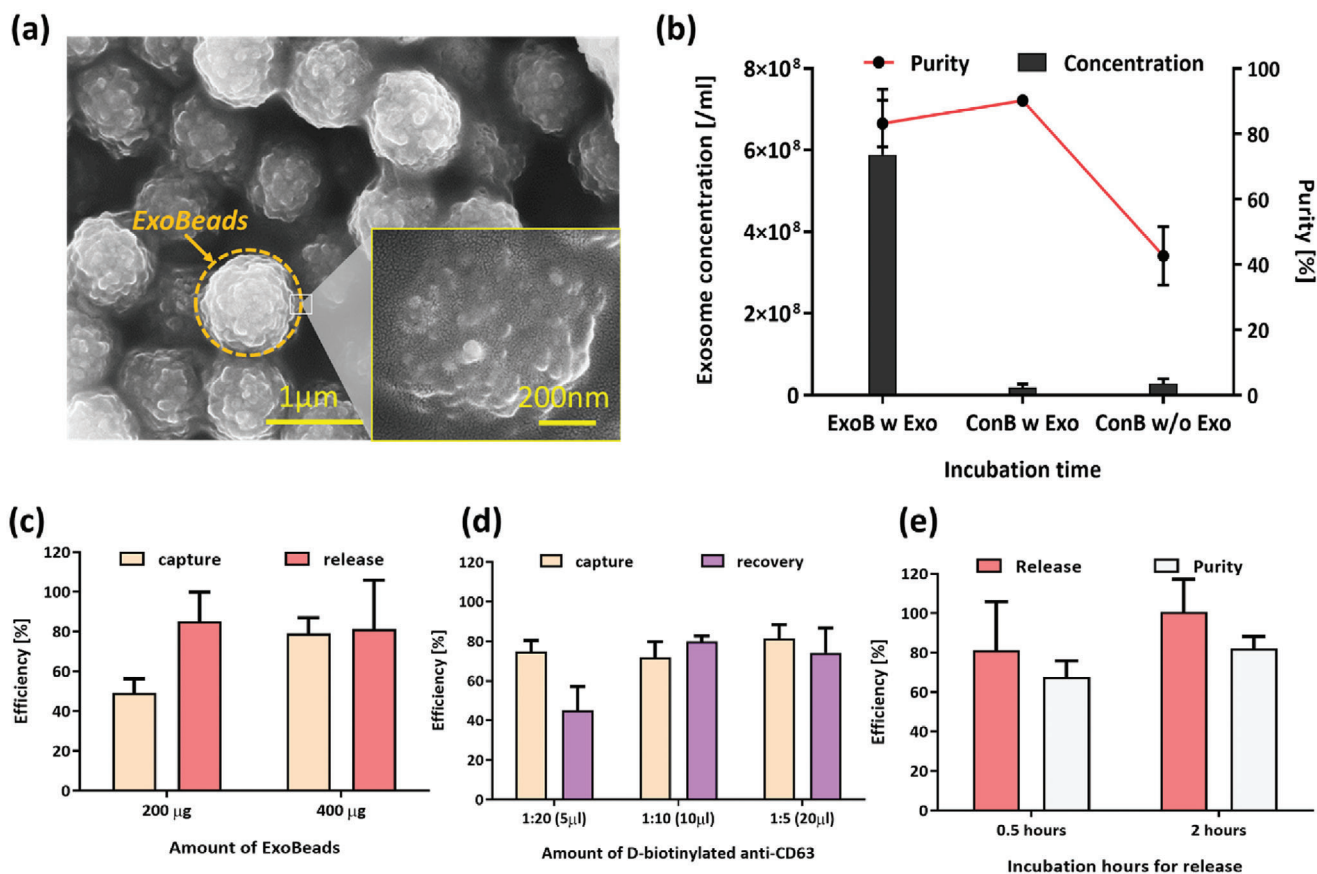 (a)
ExoBeads
1µm
200nm
(b)
Purity
Concentration
8×10⁸
6×10⁸
4×10⁸
2×10⁸
0
Exosome concentration [/ml]
100
80
60
40
20
0
Purity [%]
ExoB w Exo
ConB w Exo
ConB w/o Exo
Incubation time
(c)
capture
release
120
100
80
60
40
20
0
Efficiency [%]
200 µg
400 µg
Amount of ExoBeads
(d)
capture
recovery
100
80
60
40
20
0
Efficiency [%]
1:20 (5µl)
1:10 (10µl)
1:5 (20µl)
Amount of D-biotinylated anti-CD63
(e)
Release
Purity
120
100
80
60
40
20
0
Efficiency [%]
0.5 hours
2 hours
Incubation hours for release